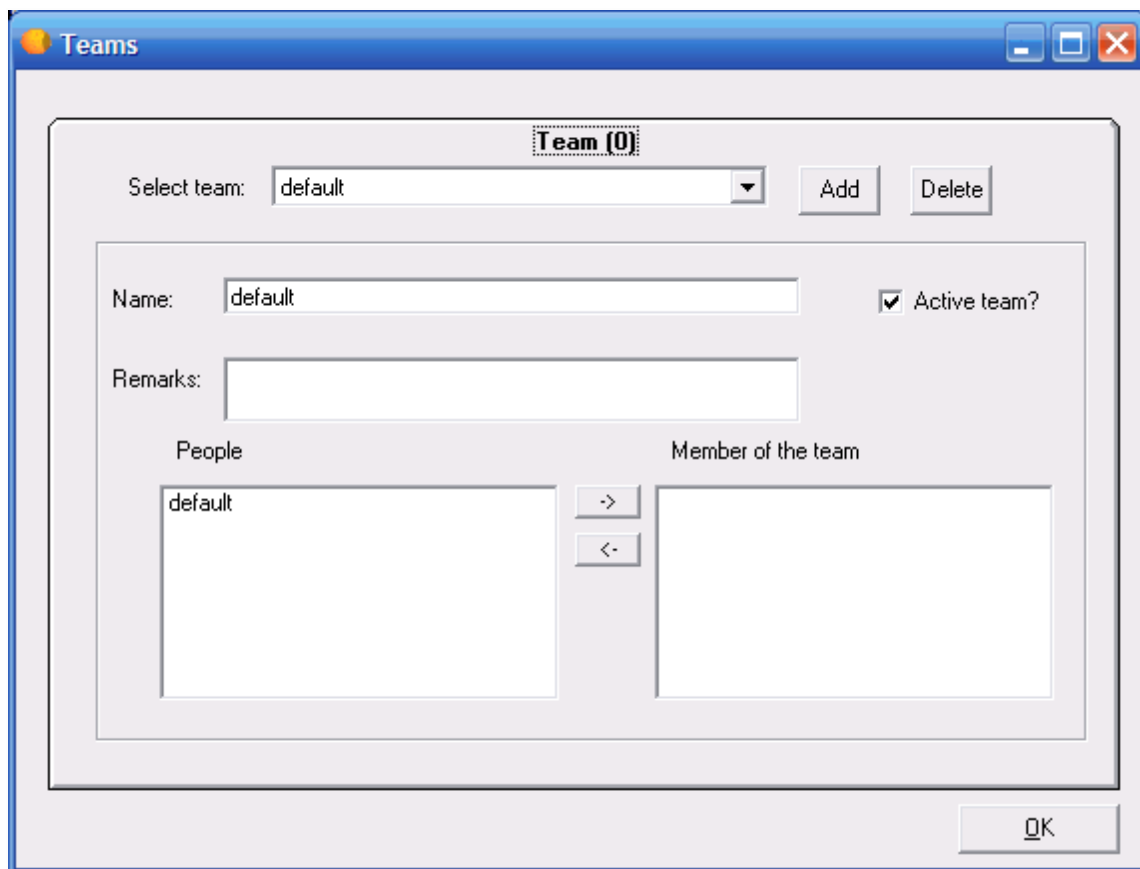 Teams
Team (0)
Select team: default Add Delete
Name: default Active team?
Remarks:
People Member of the team
default ->
<-
OK